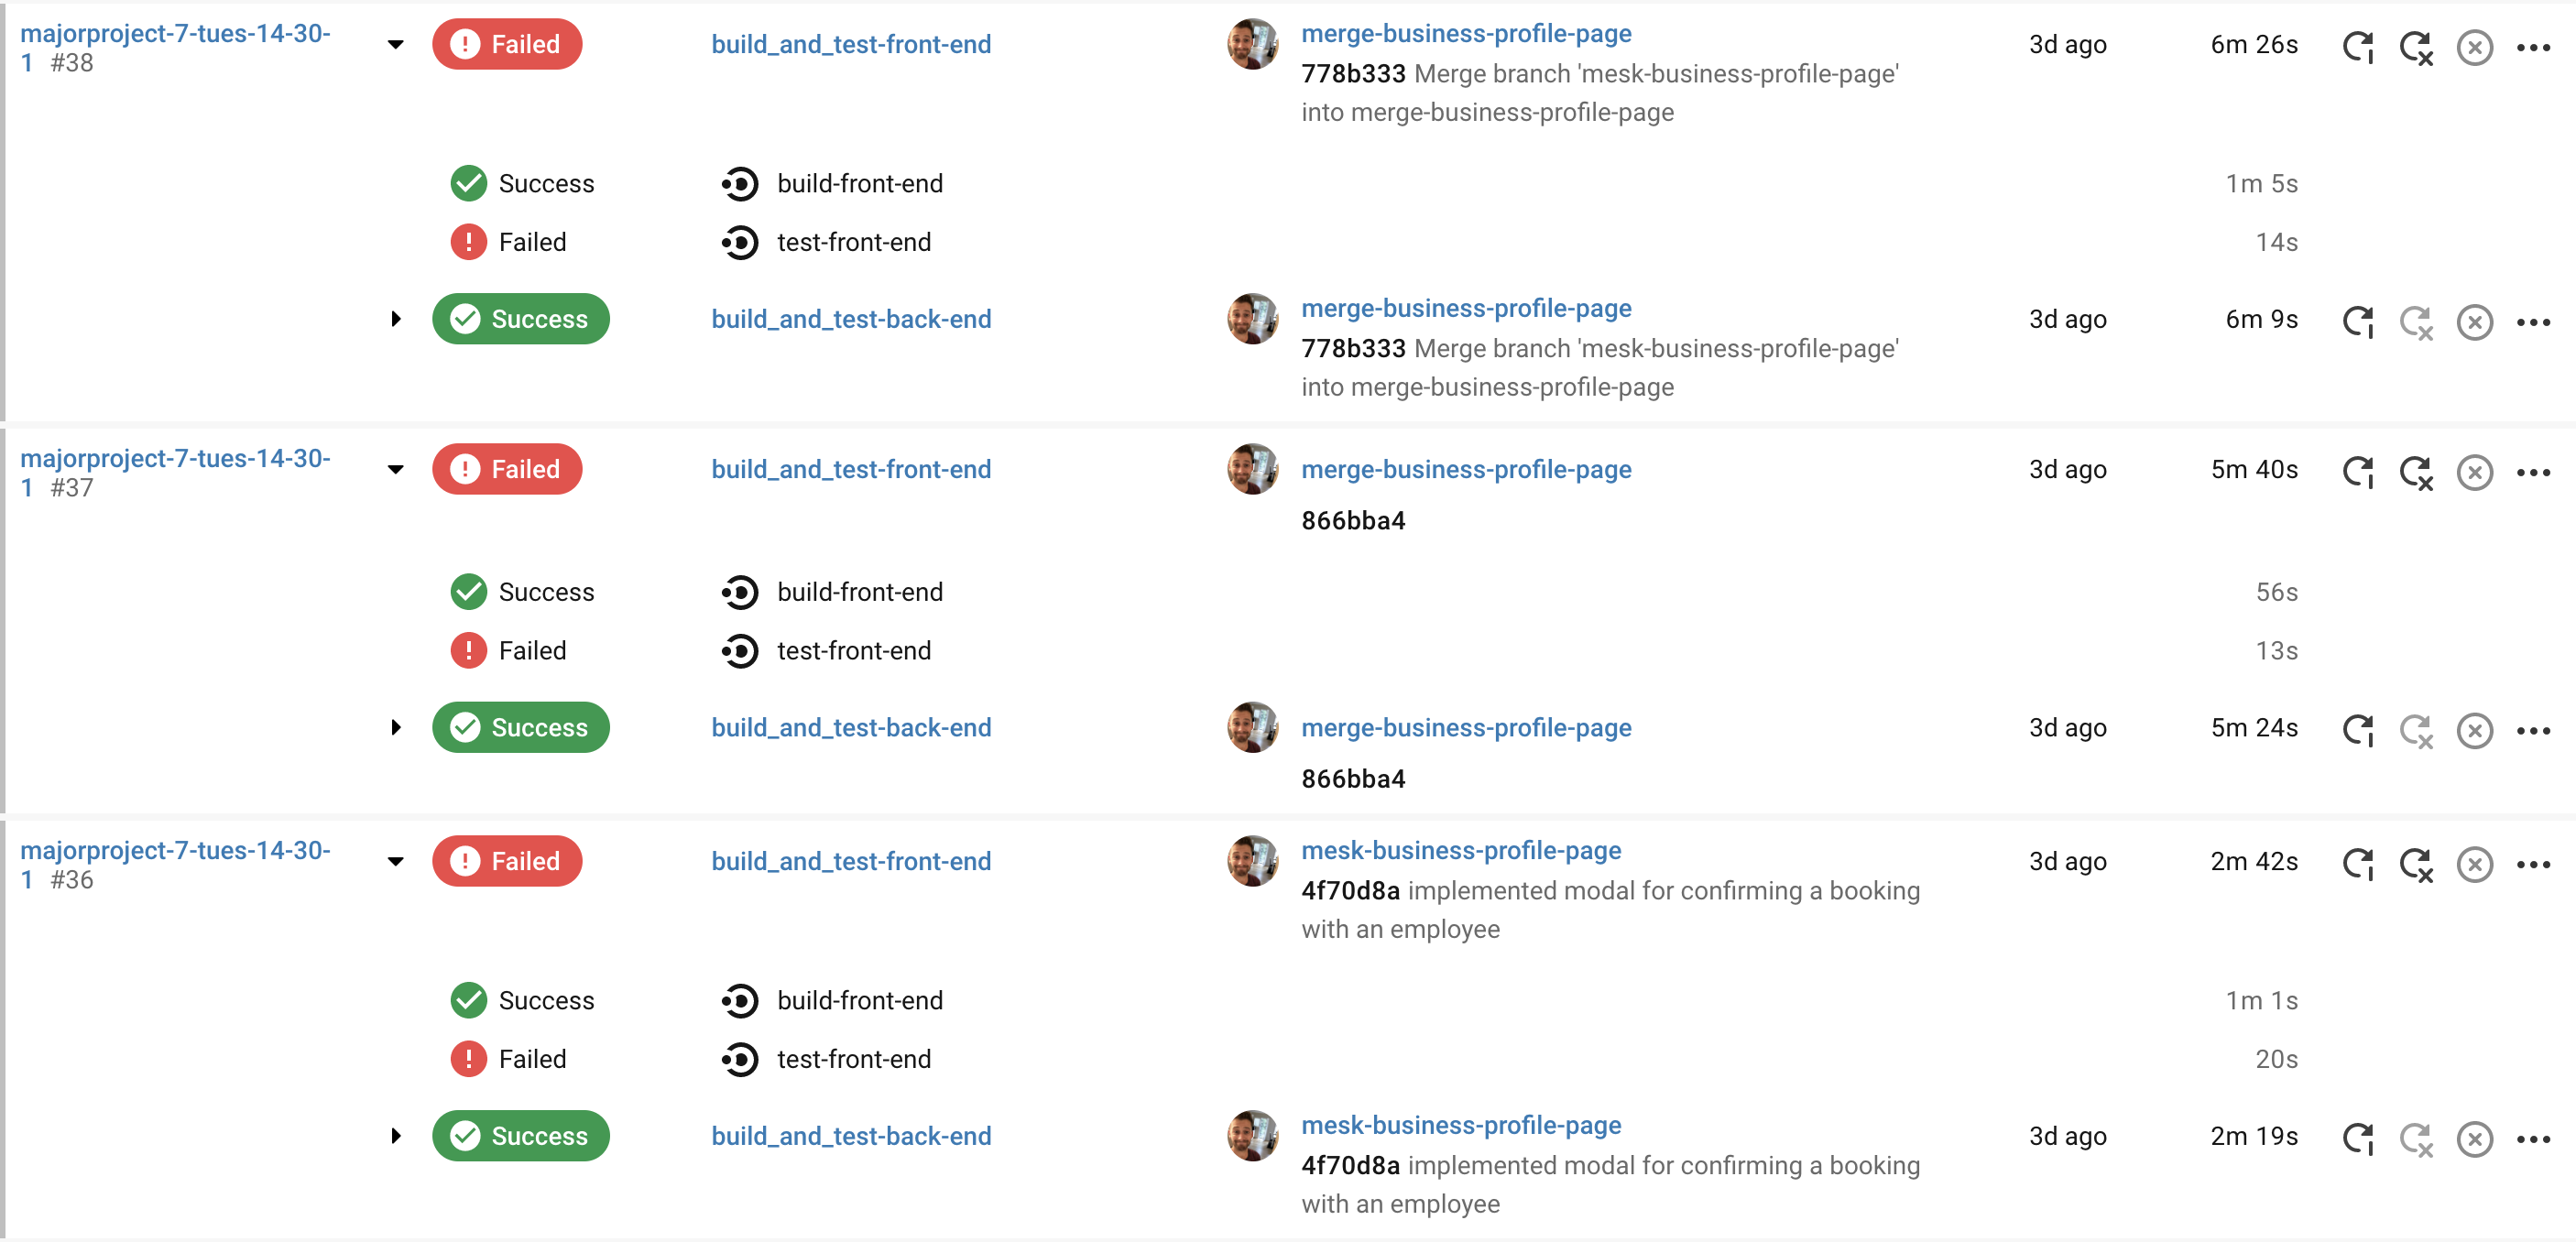 majorproject-7-tues-14-30-
1 #38
Failed
build_and_test-front-end
merge-business-profile-page
778b333 Merge branch 'mesk-business-profile-page'
into merge-business-profile-page
3d ago
6m 26s
Success
build-front-end
1m 5s
Failed
test-front-end
14s
Success
build_and_test-back-end
merge-business-profile-page
778b333 Merge branch 'mesk-business-profile-page'
into merge-business-profile-page
3d ago
6m 9s
majorproject-7-tues-14-30-
1 #37
Failed
build_and_test-front-end
merge-business-profile-page
866bba4
3d ago
5m 40s
Success
build-front-end
56s
Failed
test-front-end
13s
Success
build_and_test-back-end
merge-business-profile-page
866bba4
3d ago
5m 24s
majorproject-7-tues-14-30-
1 #36
Failed
build_and_test-front-end
mesk-business-profile-page
4f70d8a implemented modal for confirming a booking
with an employee
3d ago
2m 42s
Success
build-front-end
1m 1s
Failed
test-front-end
20s
Success
build_and_test-back-end
mesk-business-profile-page
4f70d8a implemented modal for confirming a booking
with an employee
3d ago
2m 19s